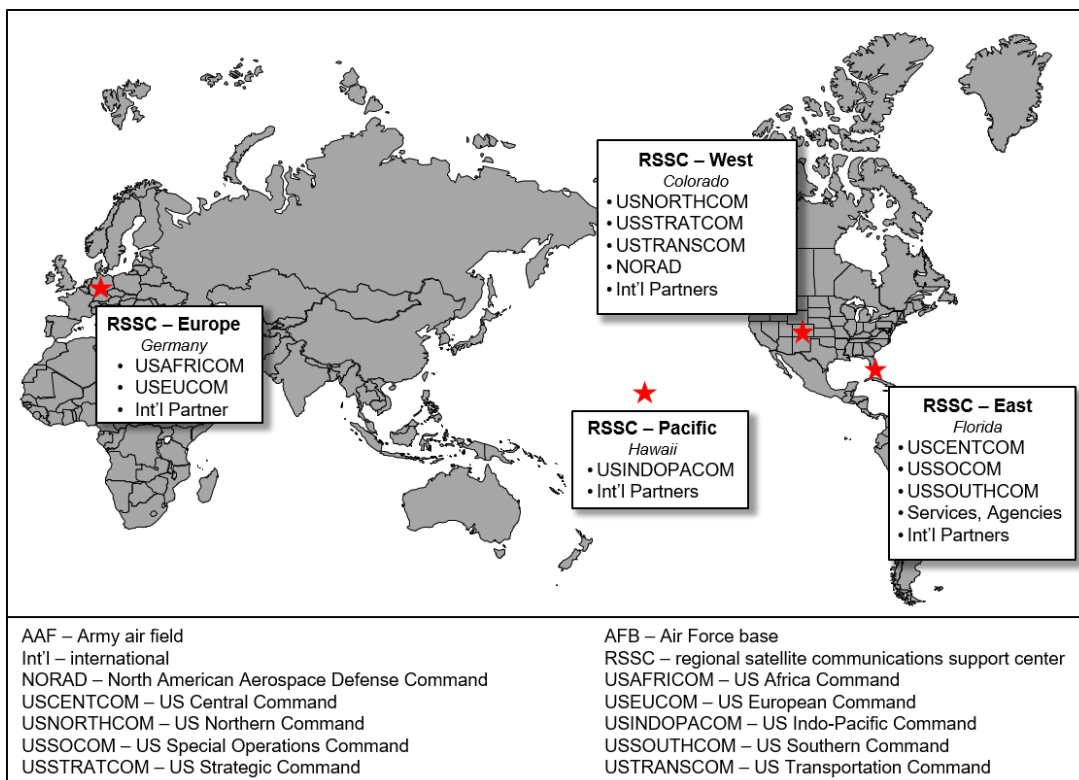 RSSC – West
Colorado
• USNORTHCOM
• USSTRATCOM
• USTRANSCOM
• NORAD
• Int'l Partners
RSSC – Europe
Germany
• USAFRICOM
• USEUCOM
• Int'l Partner
RSSC – Pacific
Hawaii
• USINDOPACOM
• Int'l Partners
RSSC – East
Florida
• USCENTCOM
• USSOCOM
• USSOUTHCOM
• Services, Agencies
• Int'l Partners
AAF – Army air field
Int'l – international
NORAD – North American Aerospace Defense Command
USCENTCOM – US Central Command
USNORTHCOM – US Northern Command
USSOCOM – US Special Operations Command
USSTRATCOM – US Strategic Command
AFB – Air Force base
RSSC – regional satellite communications support center
USAFRICOM – US Africa Command
USEUCOM – US European Command
USINDOPACOM – US Indo-Pacific Command
USSOUTHCOM – US Southern Command
USTRANSCOM – US Transportation Command